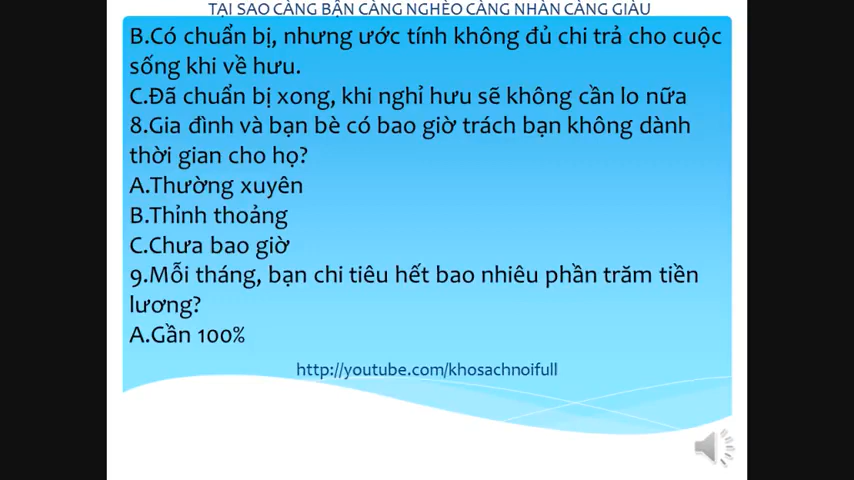 TẠI SAO CÀNG BẬN CÀNG NGHÈO CÀNG NHÀN CÀNG GIÀU
B.Có chuẩn bị, nhưng ước tính không đủ chi trả cho cuộc
sống khi về hưu.
C.Đã chuẩn bị xong, khi nghỉ hưu sẽ không cần lo nữa
8.Gia đình và bạn bè có bao giờ trách bạn không dành
thời gian cho họ?
A.Thường xuyên
B.Thỉnh thoảng
C.Chưa bao giờ
9.Mỗi tháng, bạn chi tiêu hết bao nhiêu phần trăm tiền
lương?
A.Gần 100%
http://youtube.com/khosachnoifull